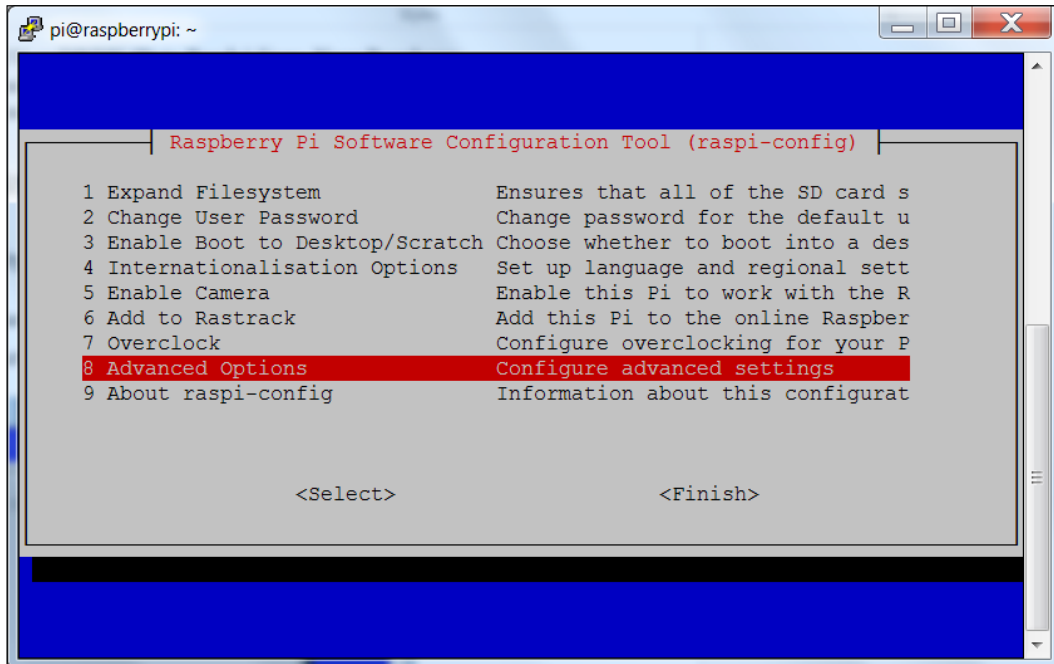 pi@raspberrypi: ~
Raspberry Pi Software Configuration Tool (raspi-config)
1 Expand Filesystem Ensures that all of the SD card s
2 Change User Password Change password for the default u
3 Enable Boot to Desktop/Scratch Choose whether to boot into a des
4 Internationalisation Options Set up language and regional sett
5 Enable Camera Enable this Pi to work with the R
6 Add to Rastrack Add this Pi to the online Raspber
7 Overclock Configure overclocking for your P
8 Advanced Options Configure advanced settings
9 About raspi-config Information about this configurat
<Select> <Finish>